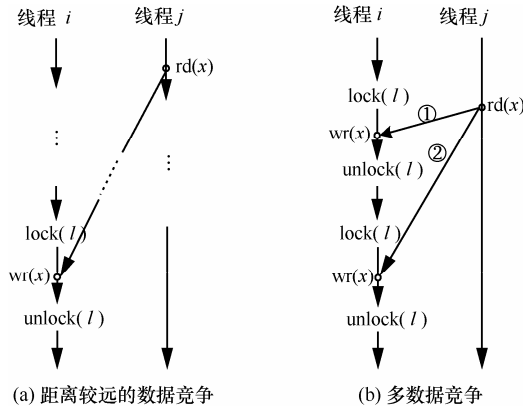 线程 i 线程 j
rd(x)
⋮
⋮
lock(l)
wr(x)
unlock(l)
(a) 距离较远的数据竞争
线程 i 线程 j
lock(l)
① rd(x)
wr(x)
②
unlock(l)
lock(l)
wr(x)
unlock(l)
(b) 多数据竞争